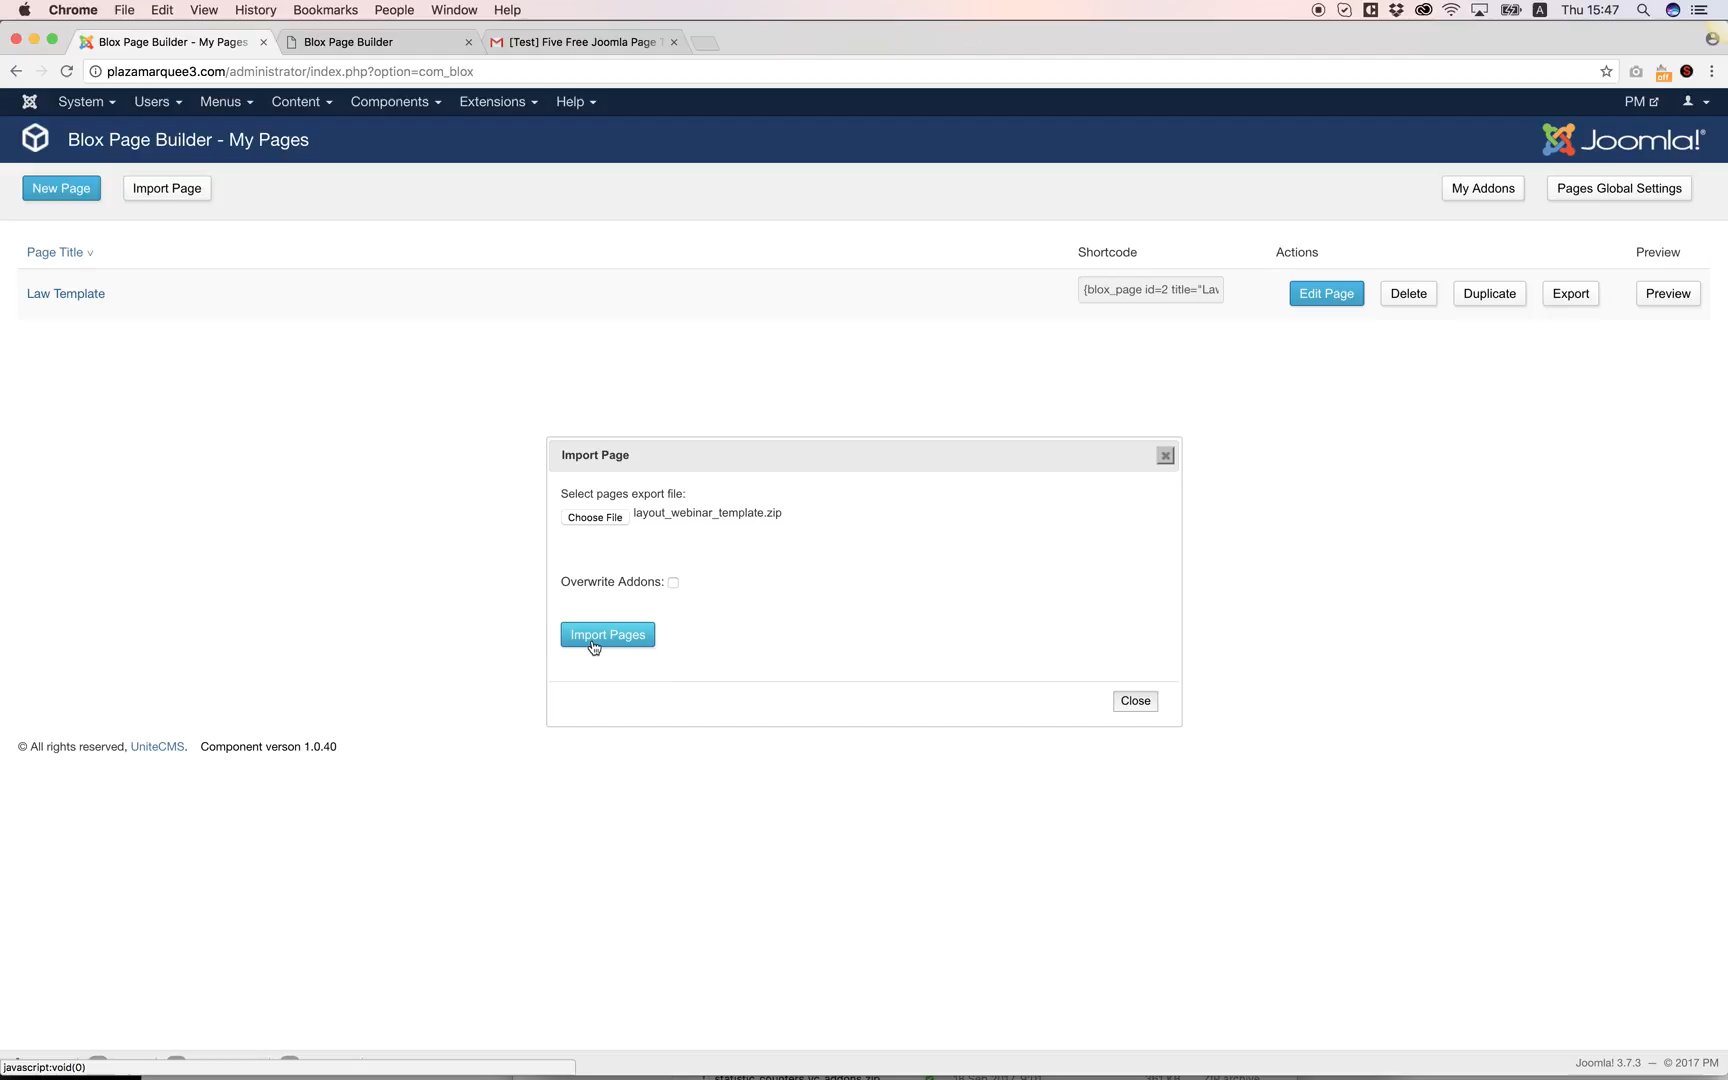 Chrome File Edit View History Bookmarks People Window Help A Thu 15:47
Blox Page Builder - My Pages Blox Page Builder [Test] Five Free Joomla Page
plazamarquee3.com/administrator/index.php?option=com_blox off S
System Users Menus Content Components Extensions Help PM
Blox Page Builder - My Pages Joomla!®
New Page Import Page My Addons Pages Global Settings
Page Title Shortcode Actions Preview
Law Template {blox_page id=2 title="Lav Edit Page Delete Duplicate Export Preview
Import Page
Select pages export file:
Choose File layout_webinar_template.zip
Overwrite Addons:
Import Pages
Close
© All rights reserved, UniteCMS. Component verson 1.0.40
Joomla! 3.7.3 — © 2017 PM
javascript:void(0)